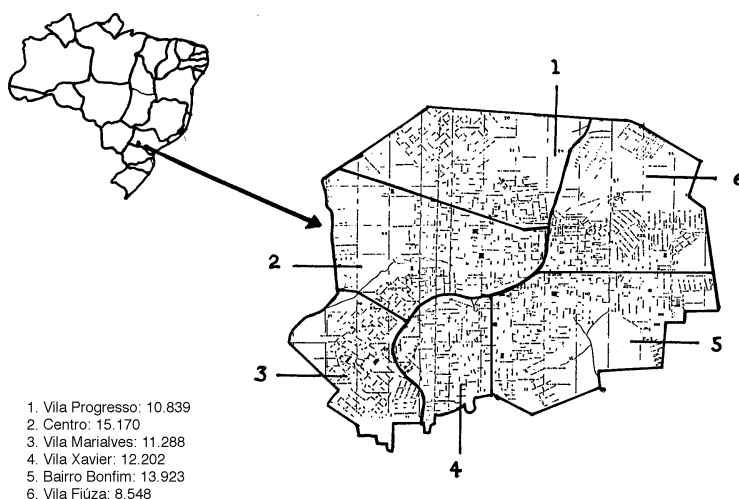 1
6
2
5
3
4
1. Vila Progresso: 10.839
2. Centro: 15.170
3. Vila Marialves: 11.288
4. Vila Xavier: 12.202
5. Bairro Bonfim: 13.923
6. Vila Fiúza: 8.548